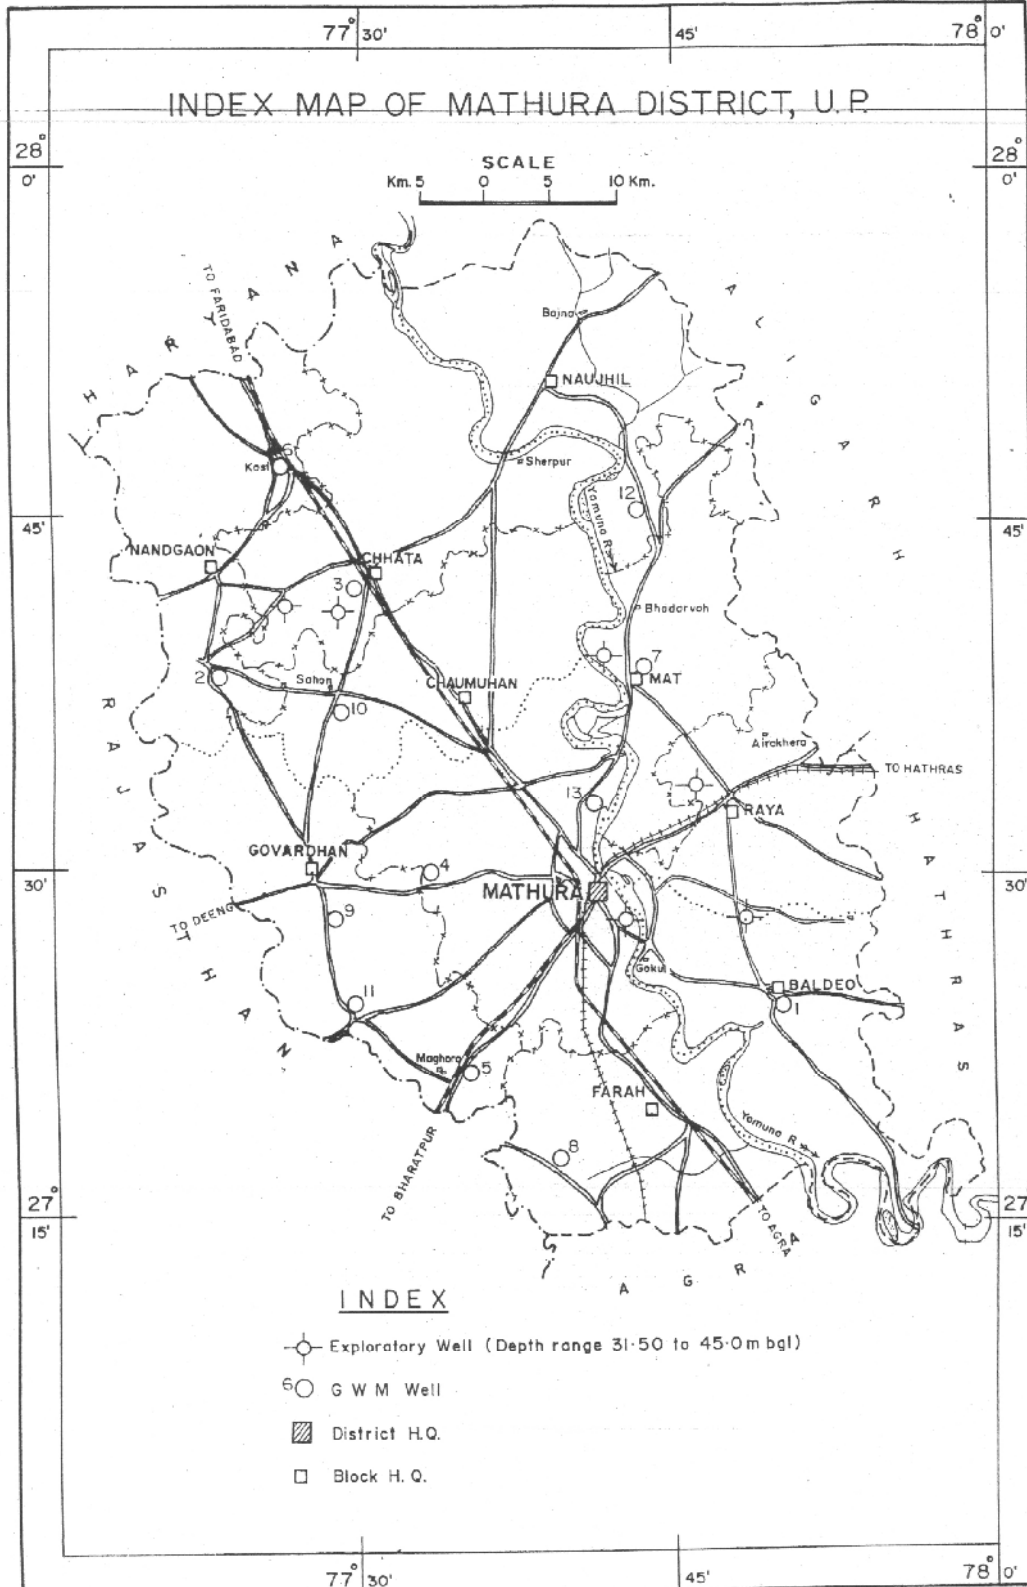 77° 30' 45' 78° 0'
INDEX MAP OF MATHURA DISTRICT, U.P.
28° 0' 28° 0'
SCALE
Km. 5 0 5 10 Km.
HARYANA
TO FARIDABAD
ALIGARH
Bajna
NAUJHIL
Kosi 6
Sherpur
12
Yamuna R.
45' 45'
NANDGAON
CHHATA
3
Bhadarvah
7
MAT
2
Sahon
CHAUMUHAN
10
Airakhera
TO HATHRAS
RAJASTHAN
13
RAYA
HATHRAS
GOVARDHAN
30' 4 30'
MATHURA
TO DEENG
9
Gokul
BALDEO
11 1
Maghora
5
FARAH
Yamuna R.
8
TO BHARATPUR
TO AGRA
27° 15' 27° 15'
AGRA
INDEX
Exploratory Well (Depth range 31.50 to 45.0 m bgl)
6 G W M Well
District H.Q.
Block H.Q.
77° 30' 45' 78° 0'